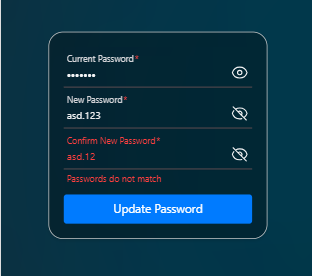 Current Password*
•••••••
New Password*
asd.123
Confirm New Password*
asd.12
Passwords do not match
Update Password